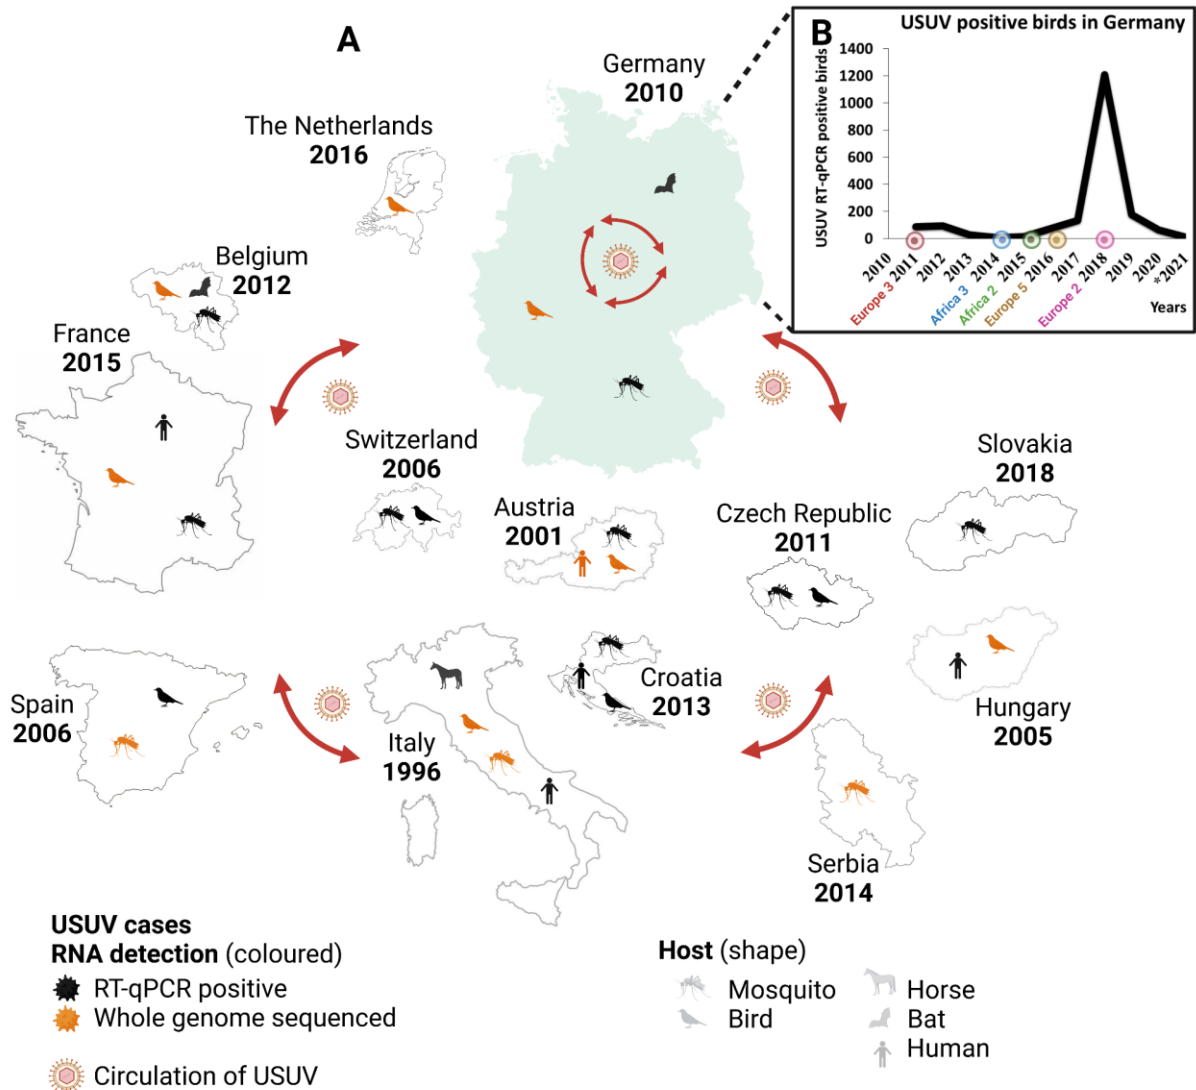 A
Germany
2010
The Netherlands
2016
Belgium
2012
France
2015
Switzerland
2006
Austria
2001
Czech Republic
2011
Slovakia
2018
Spain
2006
Italy
1996
Croatia
2013
Hungary
2005
Serbia
2014
B
USUV positive birds in Germany
USUV RT-qPCR positive birds
1400
1200
1000
800
600
400
200
0
2010
2011
2012
2013
2014
2015
2016
2017
2018
2019
2020
*2021
Europe 3
Africa 3
Africa 2
Europe 5
Europe 2
Years
USUV cases
RNA detection (coloured)
RT-qPCR positive
Whole genome sequenced
Circulation of USUV
Host (shape)
Mosquito
Bird
Horse
Bat
Human